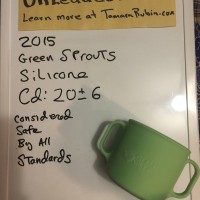 Learn more at TamaraRubin.com
2015
Green Sprouts
Silicone
Cd: 20±6
Considered
Safe
By All
Standards